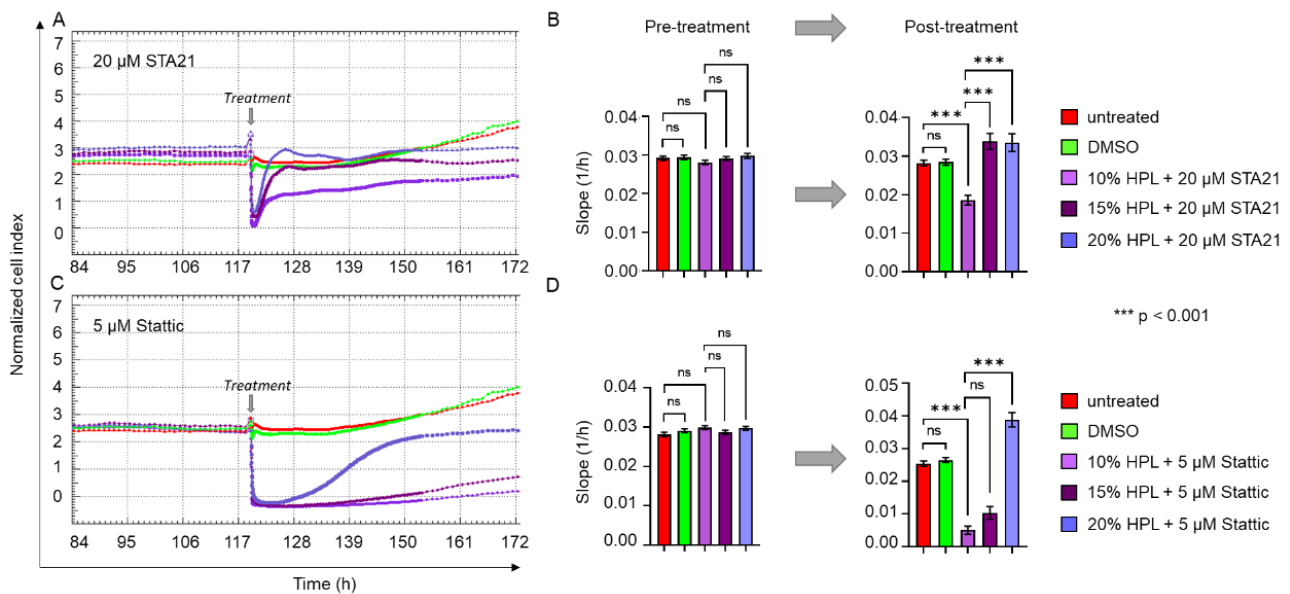 A
20 µM STA21
Treatment
7
6
5
4
3
2
1
0
84 95 106 117 128 139 150 161 172
B
Pre-treatment
Post-treatment
ns
ns
ns
ns
Slope (1/h)
0.04
0.03
0.02
0.01
0.00
***
***
***
ns
0.04
0.03
0.02
0.01
0.00
untreated
DMSO
10% HPL + 20 µM STA21
15% HPL + 20 µM STA21
20% HPL + 20 µM STA21
*** p < 0.001
Normalized cell index
C
5 µM Stattic
Treatment
7
6
5
4
3
2
1
0
84 95 106 117 128 139 150 161 172
Time (h)
D
ns
ns
ns
ns
Slope (1/h)
0.04
0.03
0.02
0.01
0.00
***
ns
***
ns
0.05
0.04
0.03
0.02
0.01
0.00
untreated
DMSO
10% HPL + 5 µM Stattic
15% HPL + 5 µM Stattic
20% HPL + 5 µM Stattic